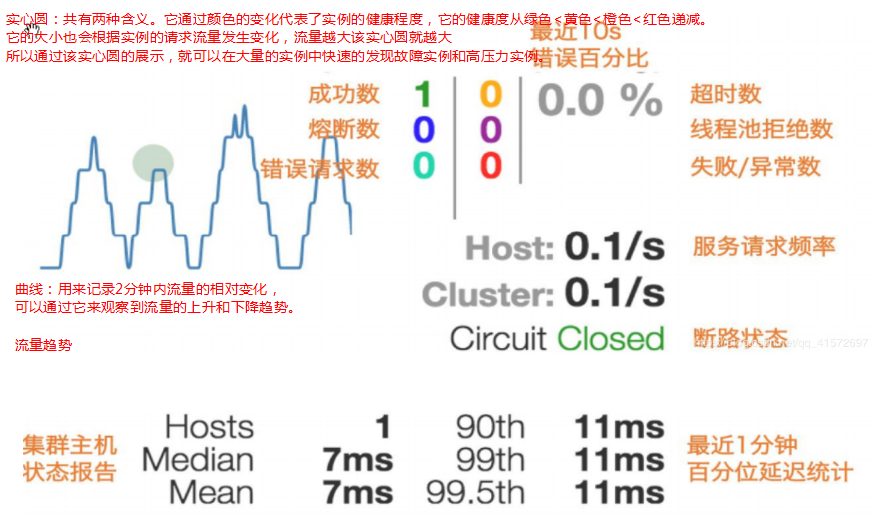 实心圆：共有两种含义。它通过颜色的变化代表了实例的健康程度，它的健康度从绿色<黄色<橙色<红色递减。
它的大小也会根据实例的请求流量发生变化，流量越大该实心圆就越大
所以通过该实心圆的展示，就可以在大量的实例中快速的发现故障实例和高压力实例。
最近10s
错误百分比
成功数 1 0 0.0 % 超时数
熔断数 0 0 线程池拒绝数
错误请求数 0 0 失败/异常数
Host: 0.1/s 服务请求频率
Cluster: 0.1/s
Circuit Closed 断路状态
曲线：用来记录2分钟内流量的相对变化，
可以通过它来观察到流量的上升和下降趋势。
流量趋势
集群主机
状态报告
Hosts 1 90th 11ms
Median 7ms 99th 11ms
Mean 7ms 99.5th 11ms
最近1分钟
百分位延迟统计